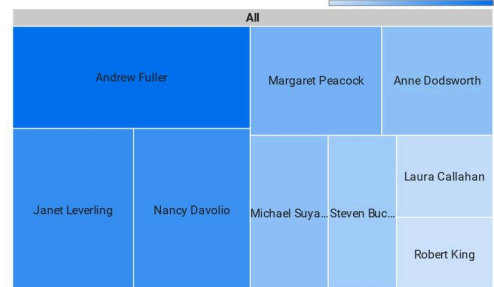 All
Andrew Fuller
Margaret Peacock
Anne Dodsworth
Janet Leverling
Nancy Davolio
Michael Suya...
Steven Buc...
Laura Callahan
Robert King